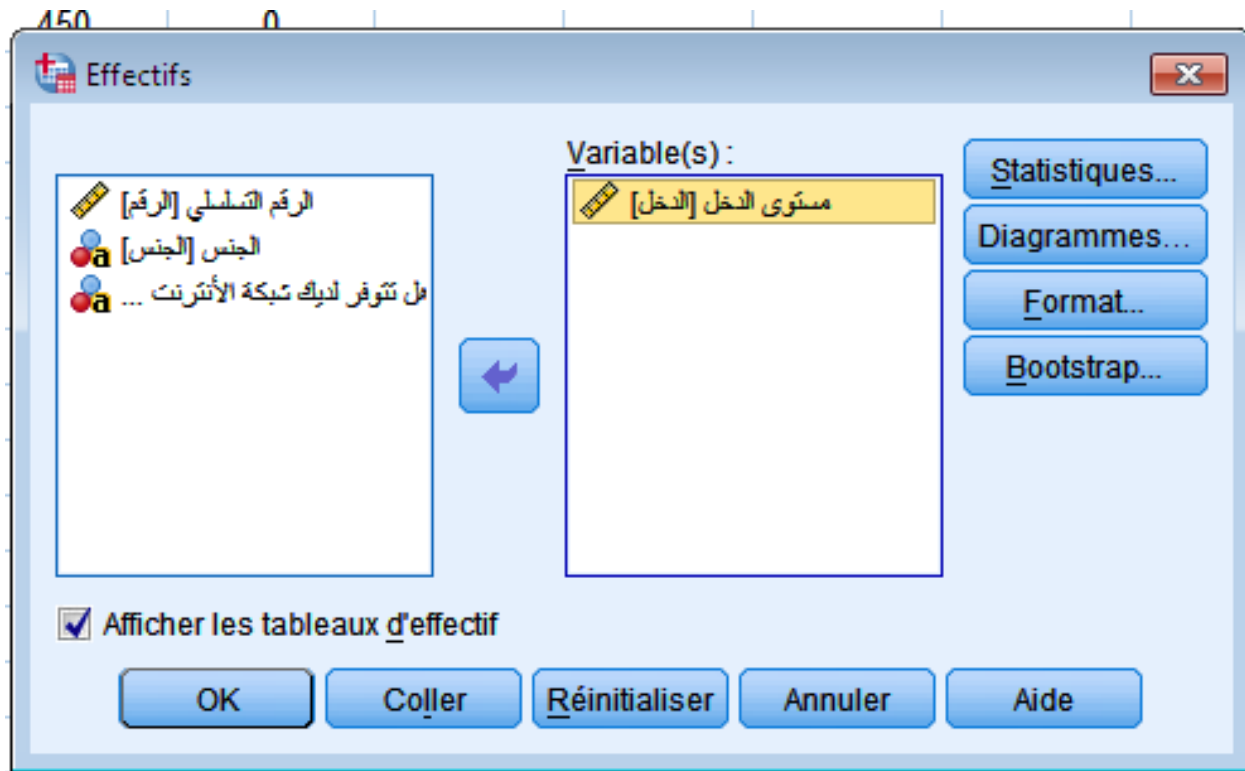 450 0
Effectifs
Variable(s) :
الرقم التسلسلي [الرقم]
الجنس [الجنس]
هل تتوفر لديك شبكة الأنترنت ...
مستوى الدخل [الدخل]
Statistiques...
Diagrammes...
Format...
Bootstrap...
Afficher les tableaux d'effectif
OK
Coller
Réinitialiser
Annuler
Aide